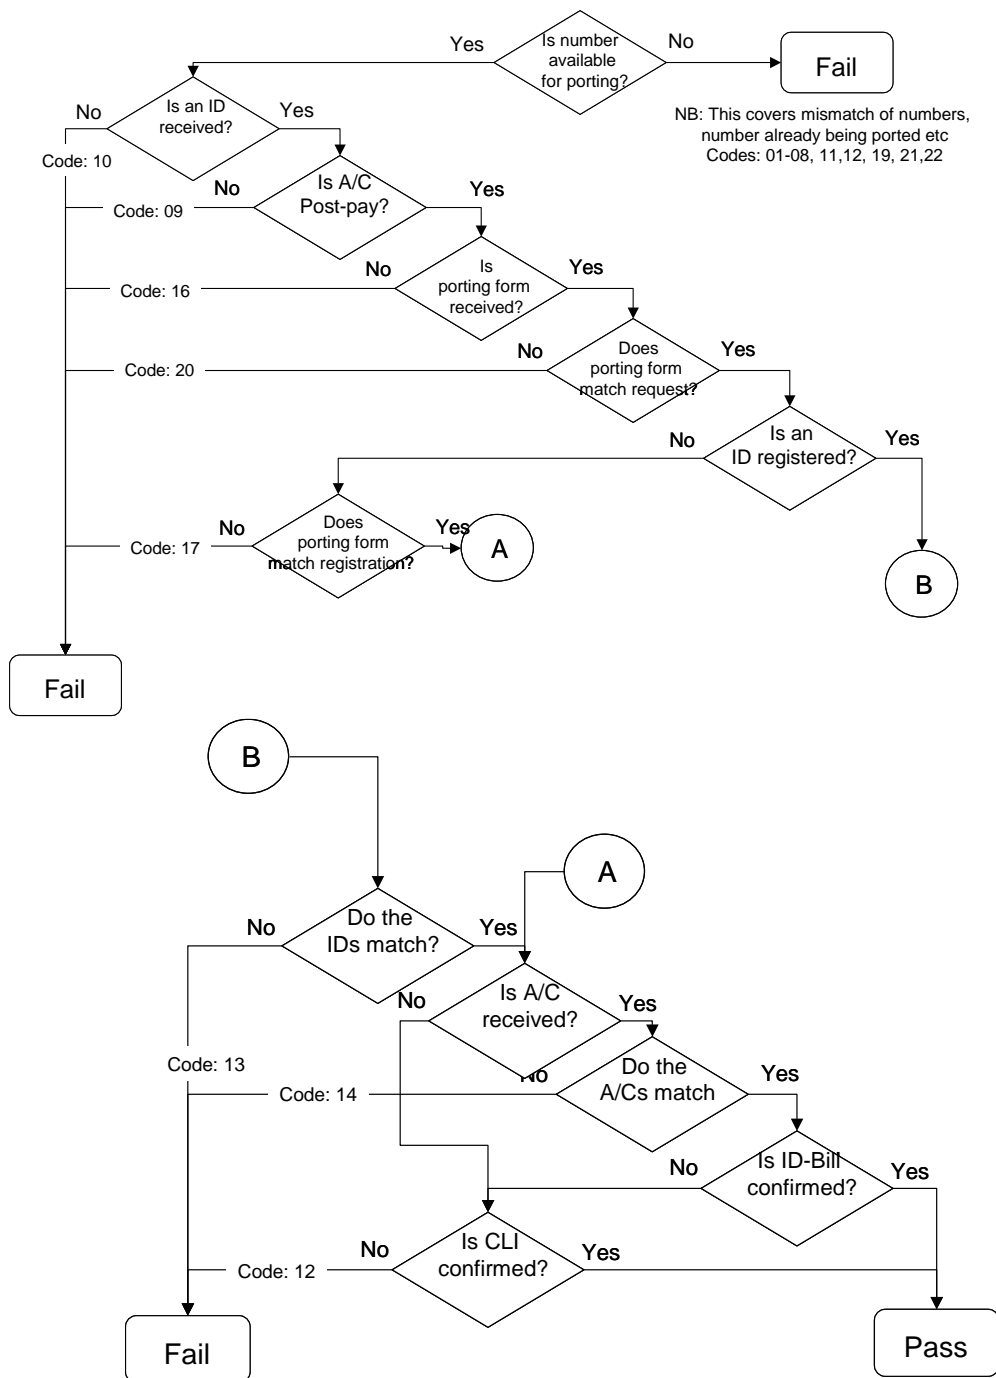 Is number
available
for porting?
Yes
No
Fail
NB: This covers mismatch of numbers,
number already being ported etc
Codes: 01-08, 11,12, 19, 21,22
Is an ID
received?
No
Yes
Code: 10
Is A/C
Post-pay?
No
Yes
Code: 09
Is
porting form
received?
No
Yes
Code: 16
Does
porting form
match request?
No
Yes
Code: 20
Is an
ID registered?
No
Yes
Does
porting form
match registration?
No
Yes
Code: 17
A
B
Fail
B
A
Do the
IDs match?
No
Yes
Is A/C
received?
No
Yes
Code: 13
Do the
A/Cs match
No
Yes
Code: 14
Is ID-Bill
confirmed?
No
Yes
Is CLI
confirmed?
No
Yes
Code: 12
Fail
Pass